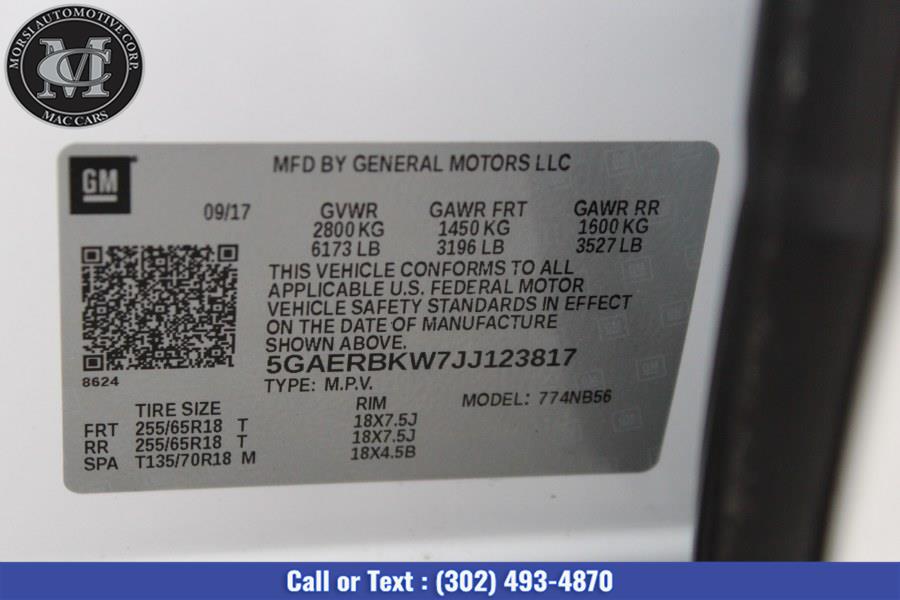 MORSI AUTOMOTIVE CORP.
MC
MAC CARS
GM
MFD BY GENERAL MOTORS LLC
09/17 GVWR GAWR FRT GAWR RR
2800 KG 1450 KG 1600 KG
6173 LB 3196 LB 3527 LB
THIS VEHICLE CONFORMS TO ALL
APPLICABLE U.S. FEDERAL MOTOR
VEHICLE SAFETY STANDARDS IN EFFECT
ON THE DATE OF MANUFACTURE
SHOWN ABOVE.
5GAERBKW7JJ123817
8624
TYPE: M.P.V.
TIRE SIZE RIM MODEL: 774NB56
FRT 255/65R18 T 18X7.5J
RR 255/65R18 T 18X7.5J
SPA T135/70R18 M 18X4.5B
Call or Text : (302) 493-4870